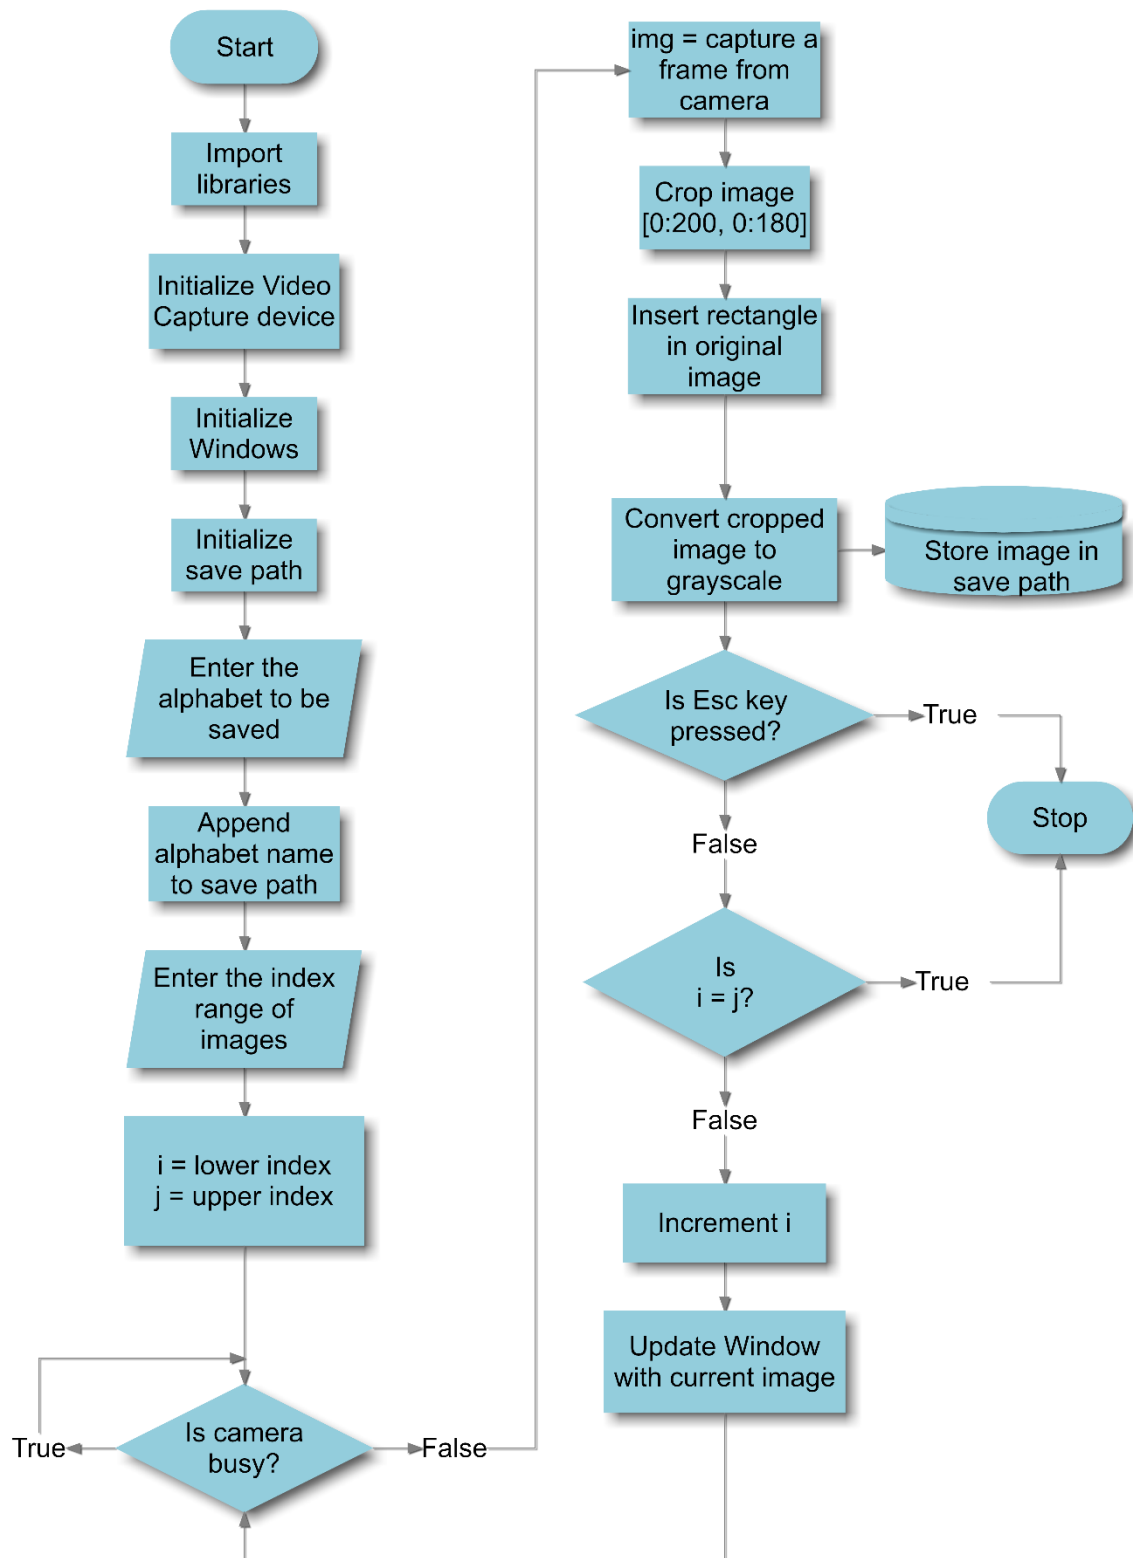 Start
Import
libraries
Initialize Video
Capture device
Initialize
Windows
Initialize
save path
Enter the
alphabet to be
saved
Append
alphabet name
to save path
Enter the index
range of
images
i = lower index
j = upper index
Is camera
busy?
True
False
img = capture a
frame from
camera
Crop image
[0:200, 0:180]
Insert rectangle
in original
image
Convert cropped
image to
grayscale
Store image in
save path
Is Esc key
pressed?
True
Stop
False
Is
i = j?
True
False
Increment i
Update Window
with current image